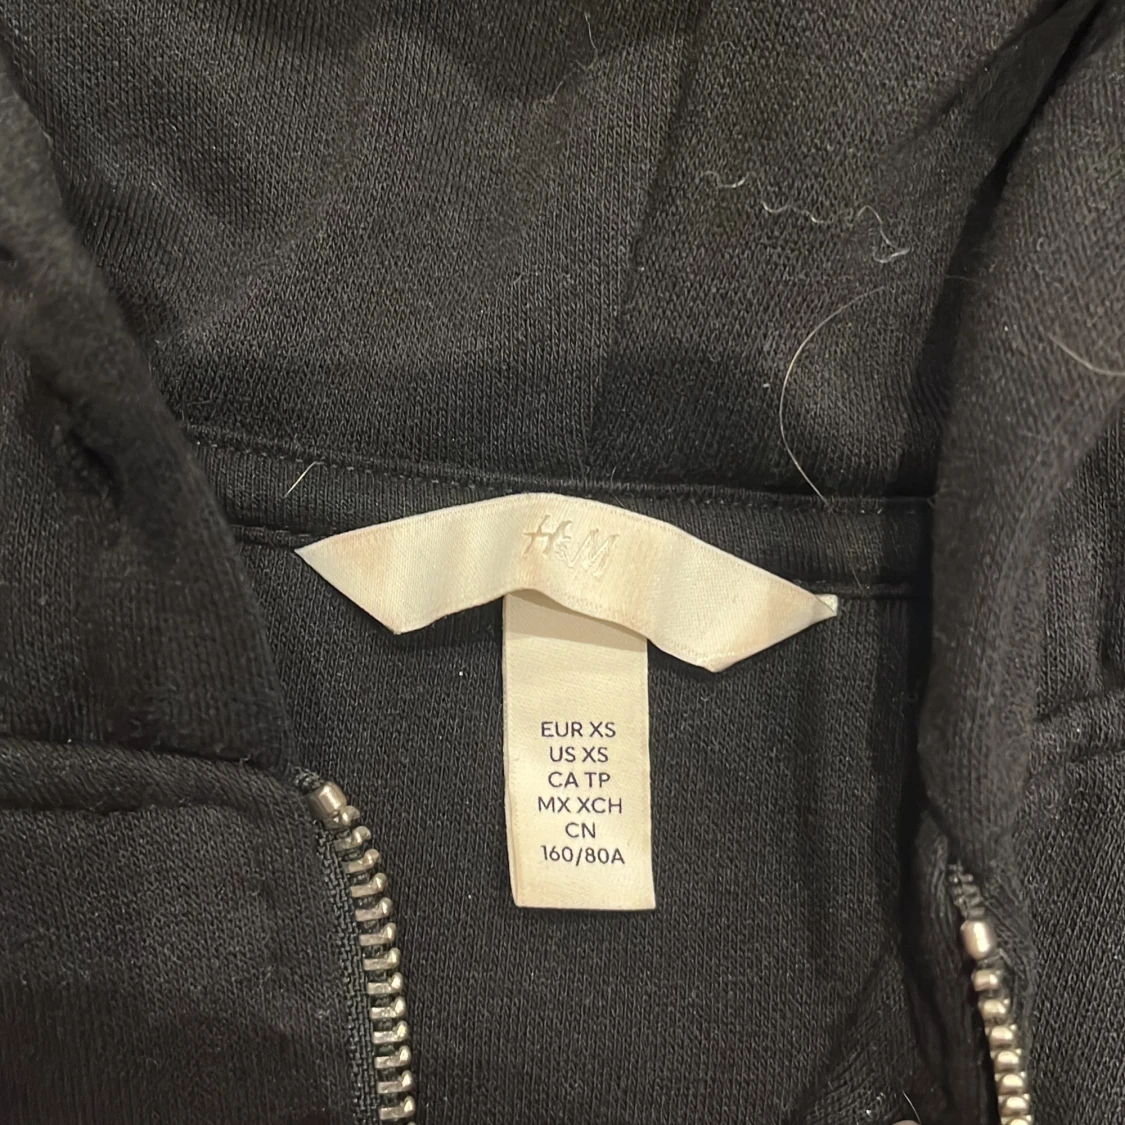 H&M
EUR XS
US XS
CA TP
MX XCH
CN
160/80A